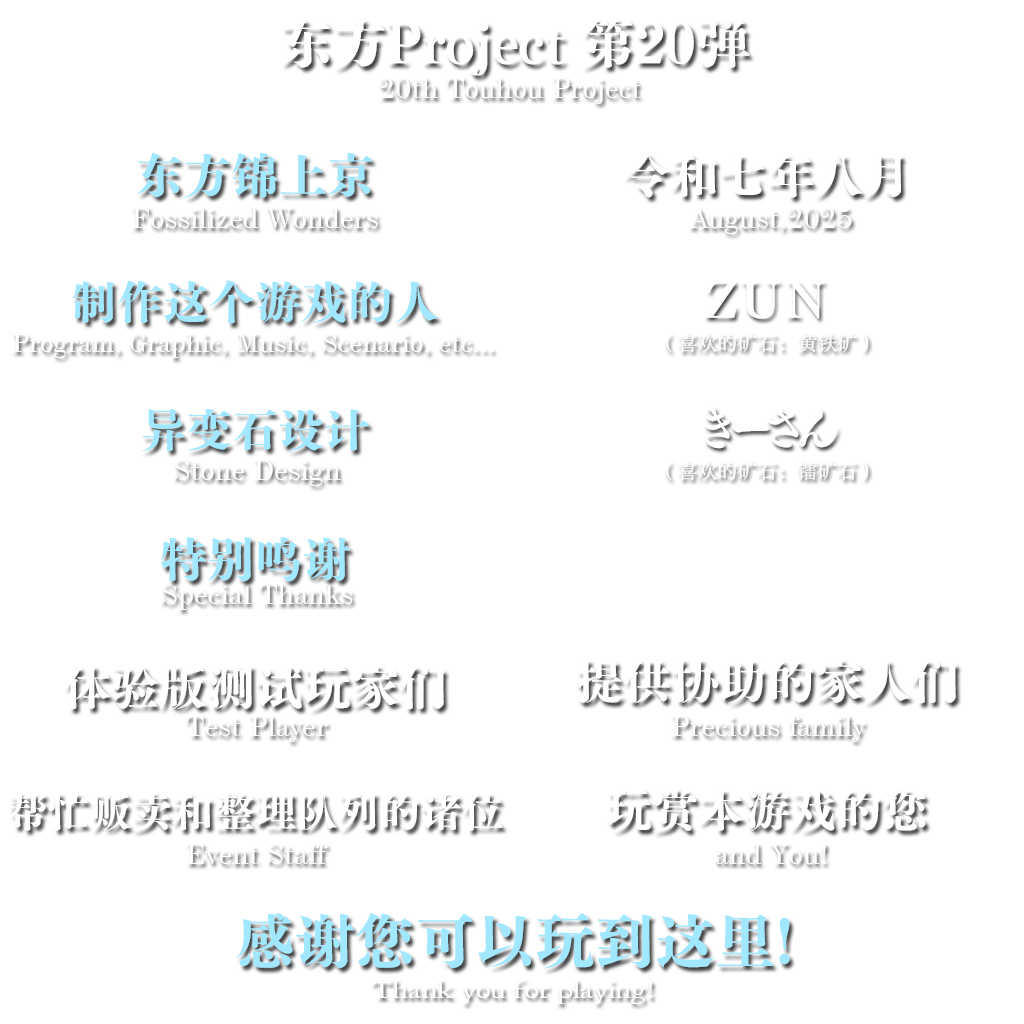 东方Project 第20弹
20th Touhou Project
东方锦上京
Fossilized Wonders
令和七年八月
August,2025
制作这个游戏的人
Program, Graphic, Music, Scenario, etc...
ZUN
（喜欢的矿石：黄铁矿）
异变石设计
Stone Design
きーさん
（喜欢的矿石：镭矿石）
特别鸣谢
Special Thanks
体验版测试玩家们
Test Player
提供协助的家人们
Precious family
帮忙贩卖和整理队列的诸位
Event Staff
玩赏本游戏的您
and You!
感谢您可以玩到这里!
Thank you for playing!